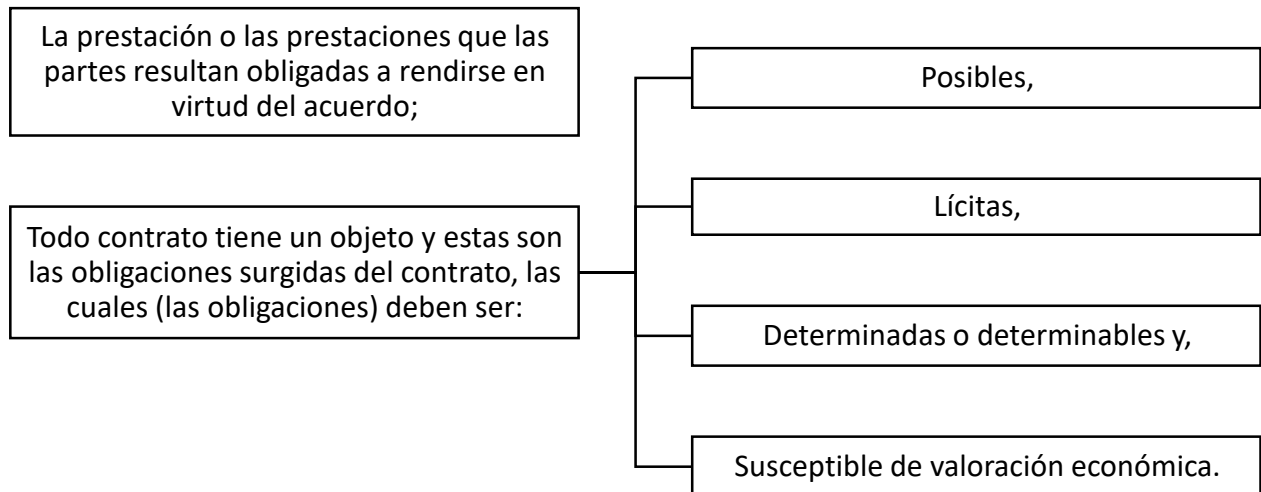 La prestación o las prestaciones que las
partes resultan obligadas a rendirse en
virtud del acuerdo;
Todo contrato tiene un objeto y estas son
las obligaciones surgidas del contrato, las
cuales (las obligaciones) deben ser:
Posibles,
Lícitas,
Determinadas o determinables y,
Susceptible de valoración económica.